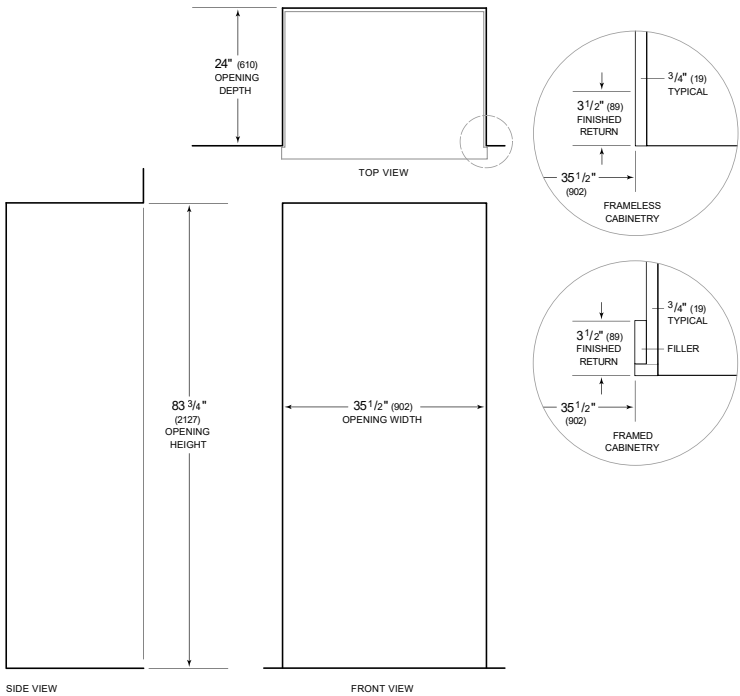 24" (610)
OPENING
DEPTH
TOP VIEW
3/4" (19)
TYPICAL
3 1/2" (89)
FINISHED
RETURN
35 1/2"
(902)
FRAMELESS
CABINETRY
3/4" (19)
TYPICAL
3 1/2" (89)
FINISHED
RETURN
FILLER
35 1/2"
(902)
FRAMED
CABINETRY
83 3/4"
(2127)
OPENING
HEIGHT
35 1/2" (902)
OPENING WIDTH
SIDE VIEW
FRONT VIEW